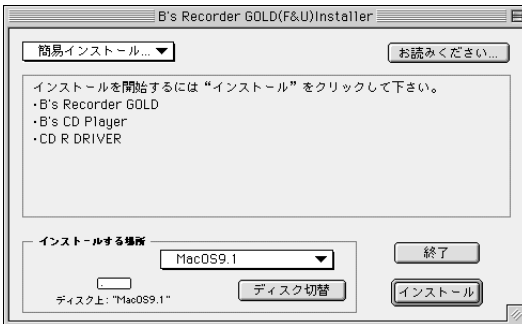 B's Recorder GOLD(F&U)Installer
簡易インストール...
お読みください...
インストールを開始するには“インストール”をクリックして下さい。
・B's Recorder GOLD
・B's CD Player
・CD R DRIVER
インストールする場所
MacOS9.1
終了
ディスク上："MacOS9.1"
ディスク切替
インストール